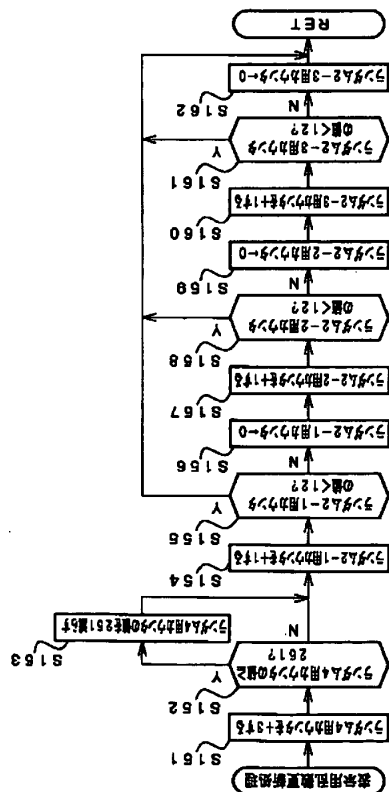 表示用乱数更新処理
S151
ランダム4用カウンタを+3する
S152
ランダム4用カウンタの値≧
251?
Y
N
S153
ランダム4用カウンタの値を251減らす
S154
ランダム2-1用カウンタを+1する
S155
ランダム2-1用カウンタ
の値<12?
Y
N
S156
ランダム2-1用カウンタ←0
S157
ランダム2-2用カウンタを+1する
S158
ランダム2-2用カウンタ
の値<12?
Y
N
S159
ランダム2-2用カウンタ←0
S160
ランダム2-3用カウンタを+1する
S161
ランダム2-3用カウンタ
の値<12?
Y
N
S162
ランダム2-3用カウンタ←0
RET